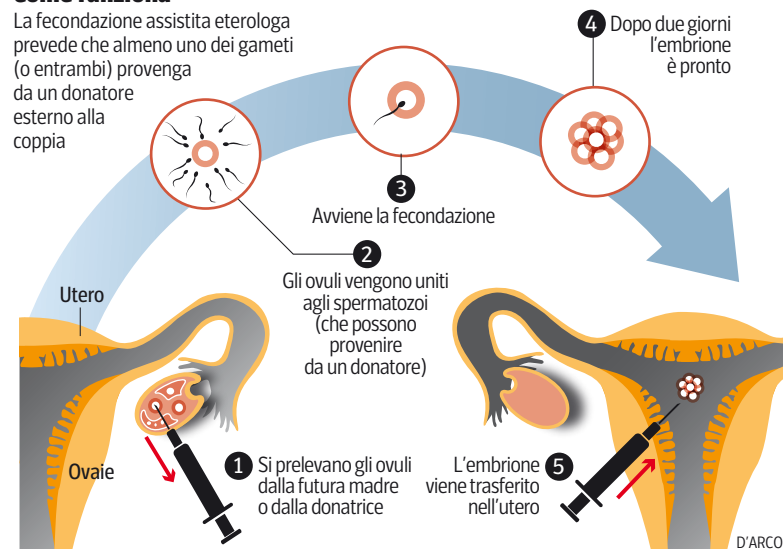 Come funziona
La fecondazione assistita eterologa
prevede che almeno uno dei gameti
(o entrambi) provenga
da un donatore
esterno alla
coppia
4 Dopo due giorni
l'embrione
è pronto
3
Avviene la fecondazione
2
Gli ovuli vengono uniti
agli spermatozoi
(che possono
provenire
da un donatore)
Utero
Ovaie
1 Si prelevano gli ovuli
dalla futura madre
o dalla donatrice
L'embrione 5
viene trasferito
nell'utero
D'ARCO